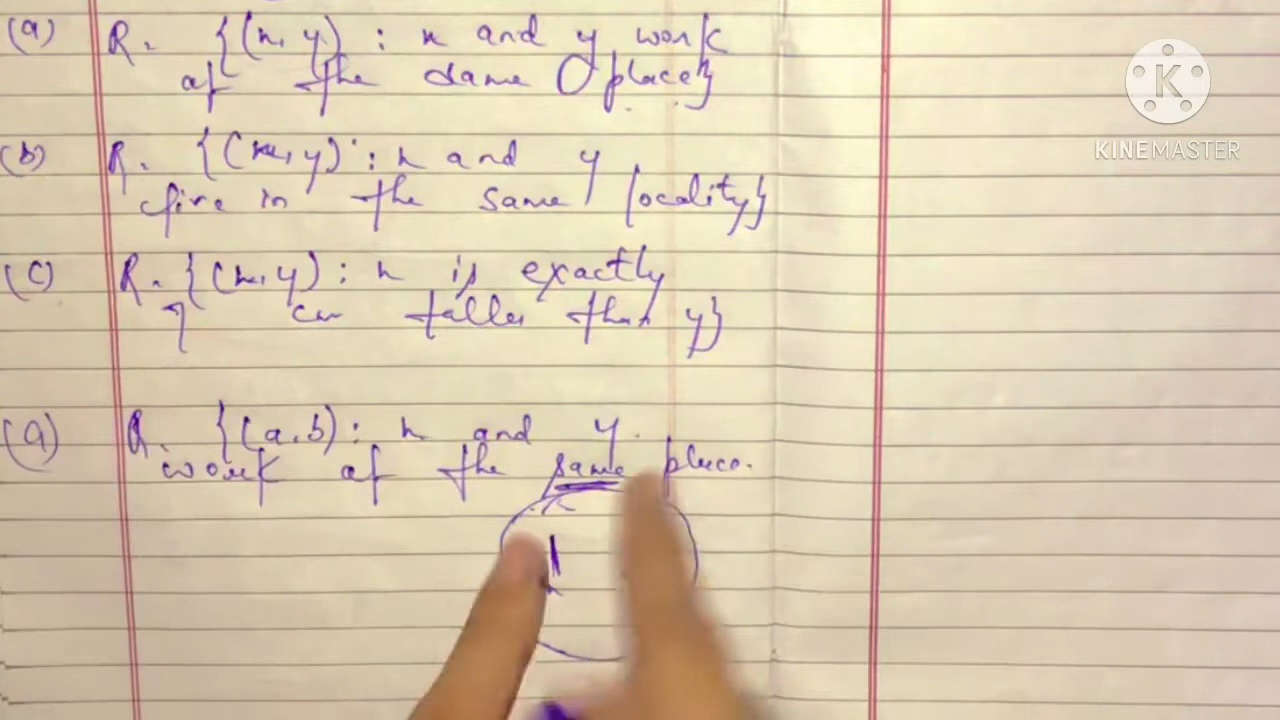 (a) R. {(x, y) : x and y work
at the same place}
(b) R. {(x, y) : x and y
live in the same locality}
(c) R. {(x, y) : x is exactly
7 cm taller than y}
(a) R. {(a, b) : x and y.
work at the same place.
K
KINEMASTER